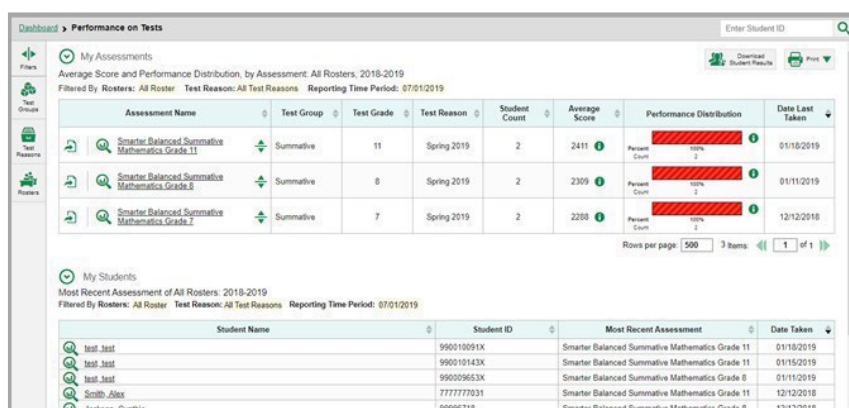 Dashboard > Performance on Tests
Enter Student ID
Filters
Test Groups
Test Reasons
Rosters
My Assessments
Download Student Results
Print
Average Score and Performance Distribution, by Assessment: All Rosters, 2018-2019
Filtered By Rosters: All Roster Test Reason: All Test Reasons Reporting Time Period: 07/01/2019
Assessment Name Test Group Test Grade Test Reason Student Count Average Score Performance Distribution Date Last Taken
Smarter Balanced Summative Mathematics Grade 11 Summative 11 Spring 2019 2 2411 Percent 100% Count 2 01/18/2019
Smarter Balanced Summative Mathematics Grade 8 Summative 8 Spring 2019 2 2309 Percent 100% Count 2 01/11/2019
Smarter Balanced Summative Mathematics Grade 7 Summative 7 Spring 2019 2 2288 Percent 100% Count 2 12/12/2018
Rows per page: 500 3 Items: 1 of 1
My Students
Most Recent Assessment of All Rosters: 2018-2019
Filtered By Rosters: All Roster Test Reason: All Test Reasons Reporting Time Period: 07/01/2019
Student Name Student ID Most Recent Assessment Date Taken
test, test 990010091X Smarter Balanced Summative Mathematics Grade 11 01/18/2019
test, test 990010143X Smarter Balanced Summative Mathematics Grade 11 01/15/2019
test, test 990009653X Smarter Balanced Summative Mathematics Grade 8 01/11/2019
Smith, Alex 7777777031 Smarter Balanced Summative Mathematics Grade 11 12/12/2018